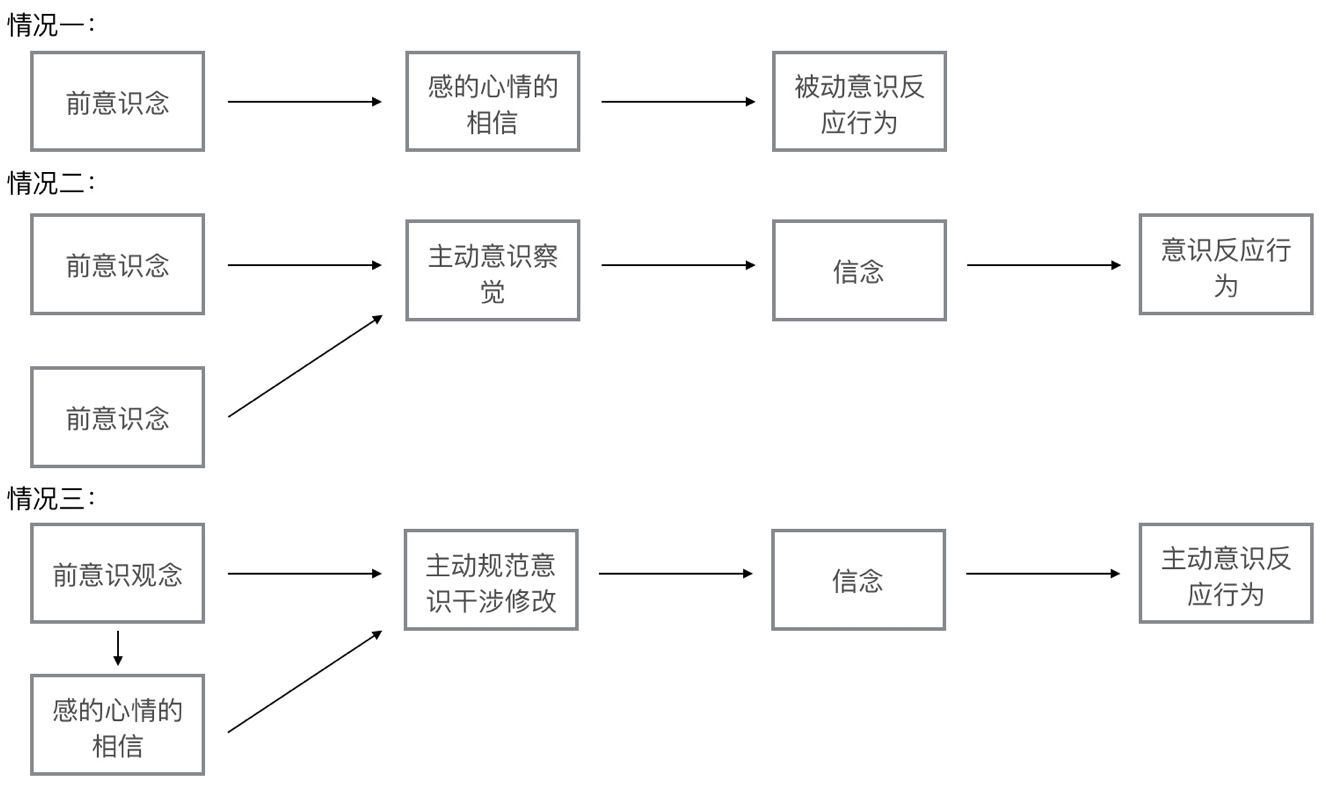 情况一：
前意识念
感的心情的
相信
被动意识反
应行为
情况二：
前意识念
主动意识察
觉
信念
意识反应行
为
前意识念
情况三：
前意识观念
主动规范意
识干涉修改
信念
主动意识反
应行为
感的心情的
相信